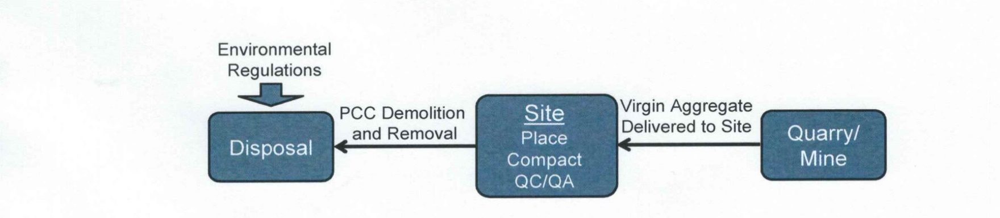 Environmental
Regulations
Disposal
PCC Demolition
and Removal
Site
Place
Compact
QC/QA
Virgin Aggregate
Delivered to Site
Quarry/
Mine